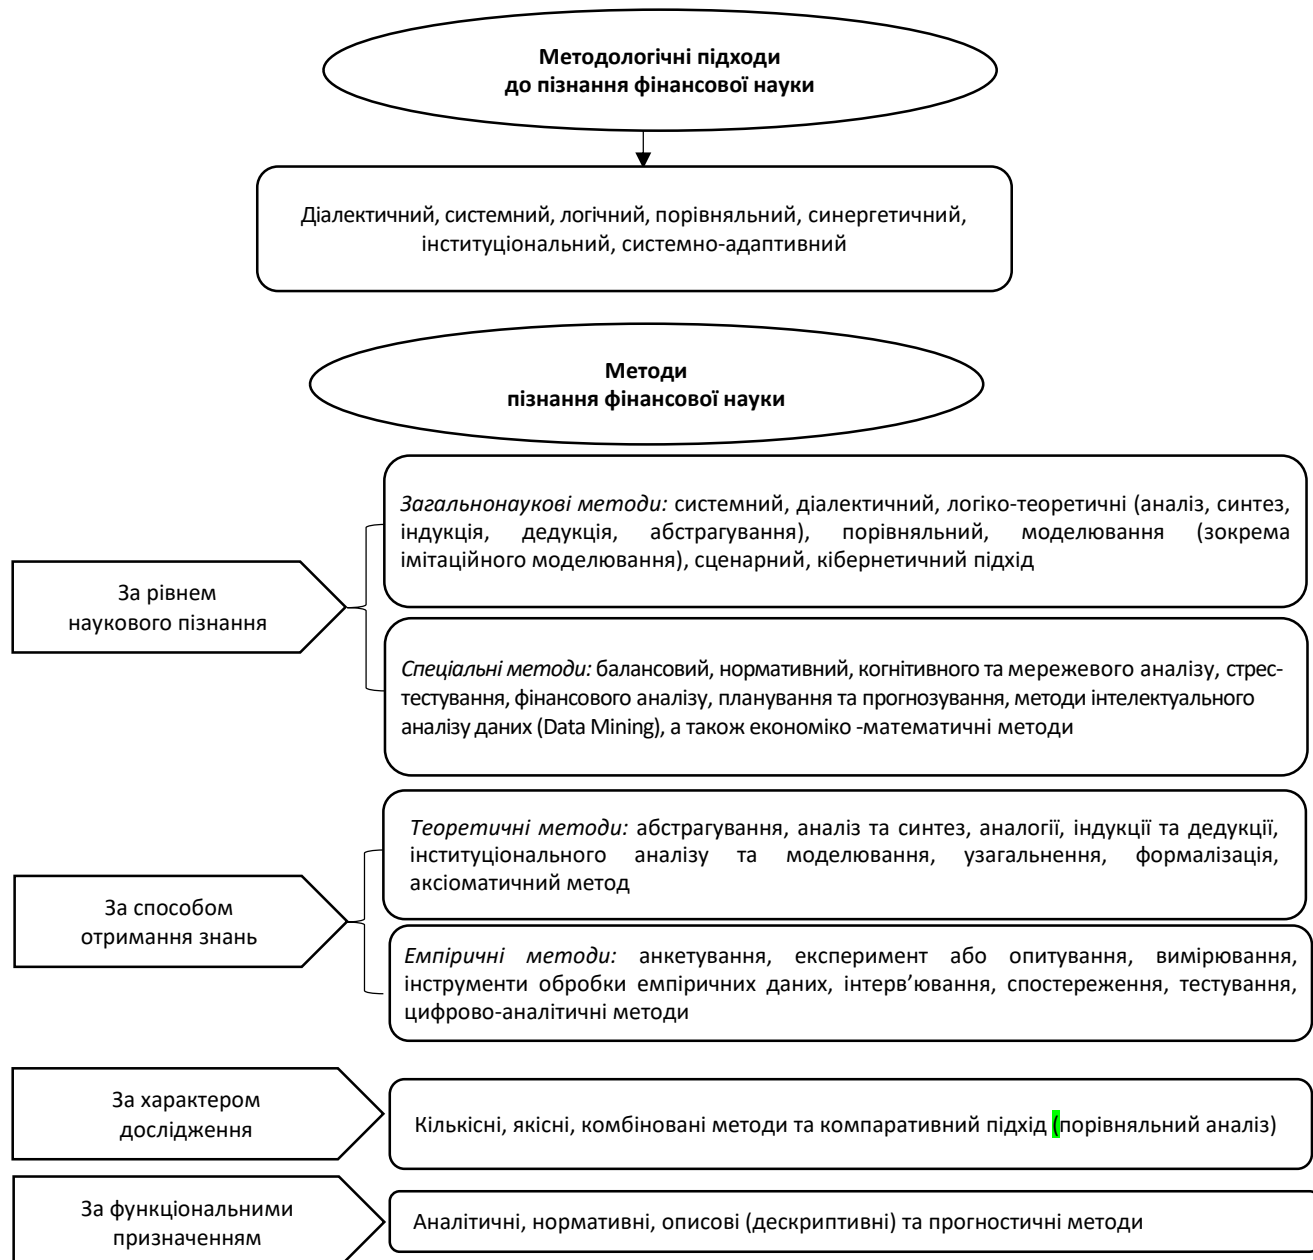 Методологічні підходи
до пізнання фінансової науки
Діалектичний, системний, логічний, порівняльний, синергетичний,
інституціональний, системно-адаптивний
Методи
пізнання фінансової науки
За рівнем
наукового пізнання
Загальнонаукові методи: системний, діалектичний, логіко-теоретичні (аналіз, синтез,
індукція, дедукція, абстрагування), порівняльний, моделювання (зокрема
імітаційного моделювання), сценарний, кібернетичний підхід
Спеціальні методи: балансовий, нормативний, когнітивного та мережевого аналізу, стрес-
тестування, фінансового аналізу, планування та прогнозування, методи інтелектуального
аналізу даних (Data Mining), а також економіко -математичні методи
За способом
отримання знань
Теоретичні методи: абстрагування, аналіз та синтез, аналогії, індукції та дедукції,
інституціонального аналізу та моделювання, узагальнення, формалізація,
аксіоматичний метод
Емпіричні методи: анкетування, експеримент або опитування, вимірювання,
інструменти обробки емпіричних даних, інтерв’ювання, спостереження, тестування,
цифрово-аналітичні методи
За характером
дослідження
Кількісні, якісні, комбіновані методи та компаративний підхід (порівняльний аналіз)
За функціональними
призначенням
Аналітичні, нормативні, описові (дескриптивні) та прогностичні методи